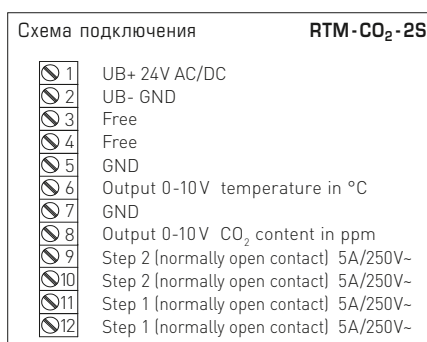 Схема подключения RTM-CO₂-2S
1 UB+ 24V AC/DC
2 UB- GND
3 Free
4 Free
5 GND
6 Output 0-10V temperature in °C
7 GND
8 Output 0-10V CO₂ content in ppm
9 Step 2 (normally open contact) 5A/250V~
10 Step 2 (normally open contact) 5A/250V~
11 Step 1 (normally open contact) 5A/250V~
12 Step 1 (normally open contact) 5A/250V~